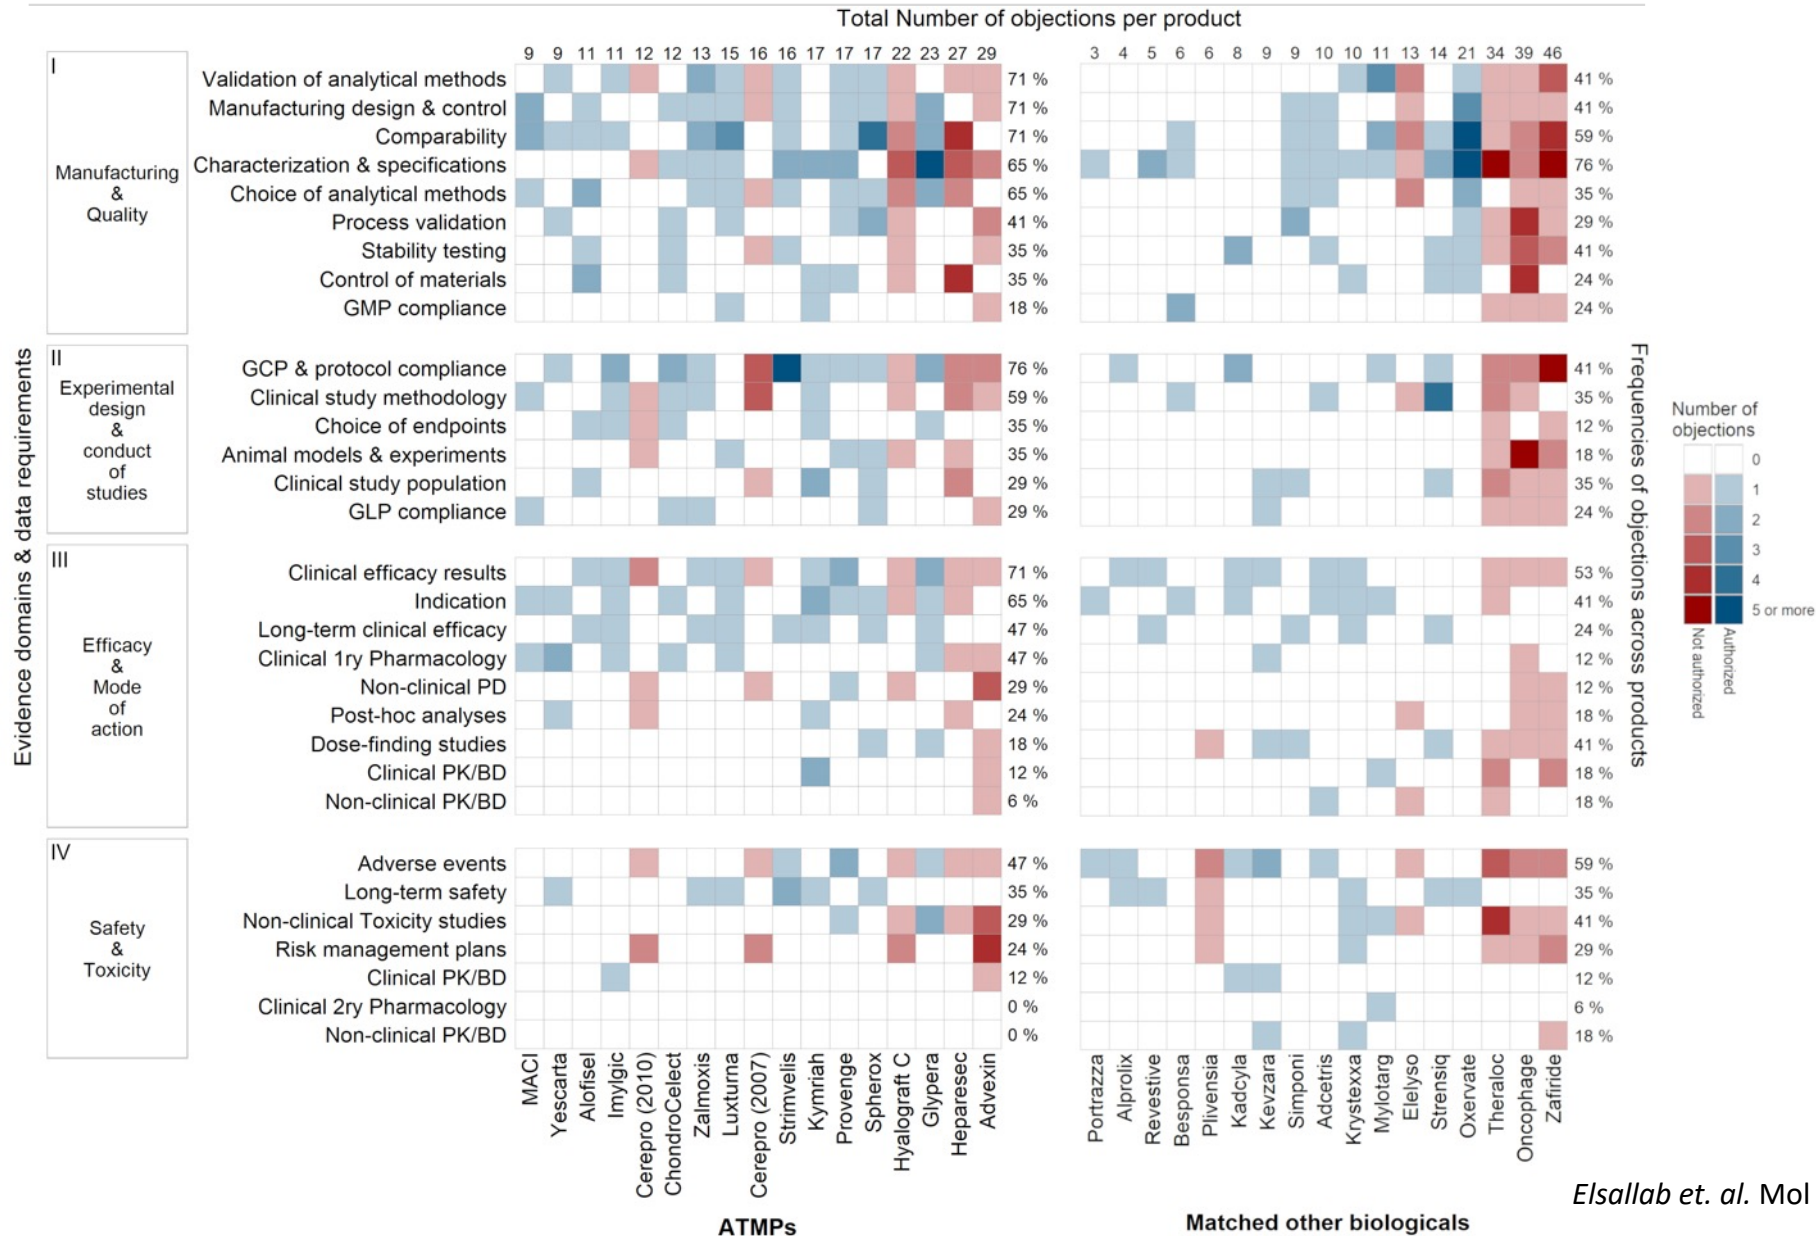 Total Number of objections per product
9 9 11 11 12 12 13 15 16 16 17 17 17 22 23 27 29
3 4 5 6 6 8 9 9 10 10 11 13 14 21 34 39 46
Evidence domains & data requirements
I
Manufacturing
&
Quality
Validation of analytical methods 71 % 41 %
Manufacturing design & control 71 % 41 %
Comparability 71 % 59 %
Characterization & specifications 65 % 76 %
Choice of analytical methods 65 % 35 %
Process validation 41 % 29 %
Stability testing 35 % 41 %
Control of materials 35 % 24 %
GMP compliance 18 % 24 %
II
Experimental
design
&
conduct
of
studies
GCP & protocol compliance 76 % 41 %
Clinical study methodology 59 % 35 %
Choice of endpoints 35 % 12 %
Animal models & experiments 35 % 18 %
Clinical study population 29 % 35 %
GLP compliance 29 % 24 %
III
Efficacy
&
Mode
of
action
Clinical efficacy results 71 % 53 %
Indication 65 % 41 %
Long-term clinical efficacy 47 % 24 %
Clinical 1ry Pharmacology 47 % 12 %
Non-clinical PD 29 % 12 %
Post-hoc analyses 24 % 18 %
Dose-finding studies 18 % 41 %
Clinical PK/BD 12 % 18 %
Non-clinical PK/BD 6 % 18 %
IV
Safety
&
Toxicity
Adverse events 47 % 59 %
Long-term safety 35 % 35 %
Non-clinical Toxicity studies 29 % 41 %
Risk management plans 24 % 29 %
Clinical PK/BD 12 % 12 %
Clinical 2ry Pharmacology 0 % 6 %
Non-clinical PK/BD 0 % 18 %
Frequencies of objections across products
Number of
objections
0
1
2
3
4
5 or more
Not authorized
Authorized
MACI
Yescarta
Alofisel
Imlygic
Cerepro (2010)
ChondroCelect
Zalmoxis
Luxturna
Cerepro (2007)
Strimvelis
Kymriah
Provenge
Spherox
Hyalograft C
Glypera
Heparesec
Advexin
Portrazza
Alprolix
Revestive
Besponsa
Plivensia
Kadcyla
Kevzara
Simponi
Adcetris
Krystexxa
Mylotarg
Elelyso
Strensiq
Oxervate
Theraloc
Oncophage
Zafiride
ATMPs
Matched other biologicals
Elsallab et. al. Mol